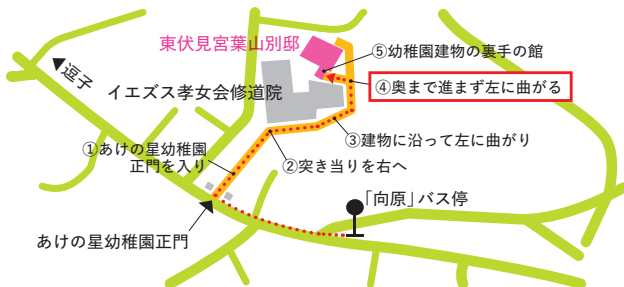 東伏見宮葉山別邸
⑤幼稚園建物の裏手の館
◀逗子
イエズス孝女会修道院
④奥まで進まず左に曲がる
③建物に沿って左に曲がり
①あけの星幼稚園
正門を入り
②突き当りを右へ
「向原」バス停
あけの星幼稚園正門